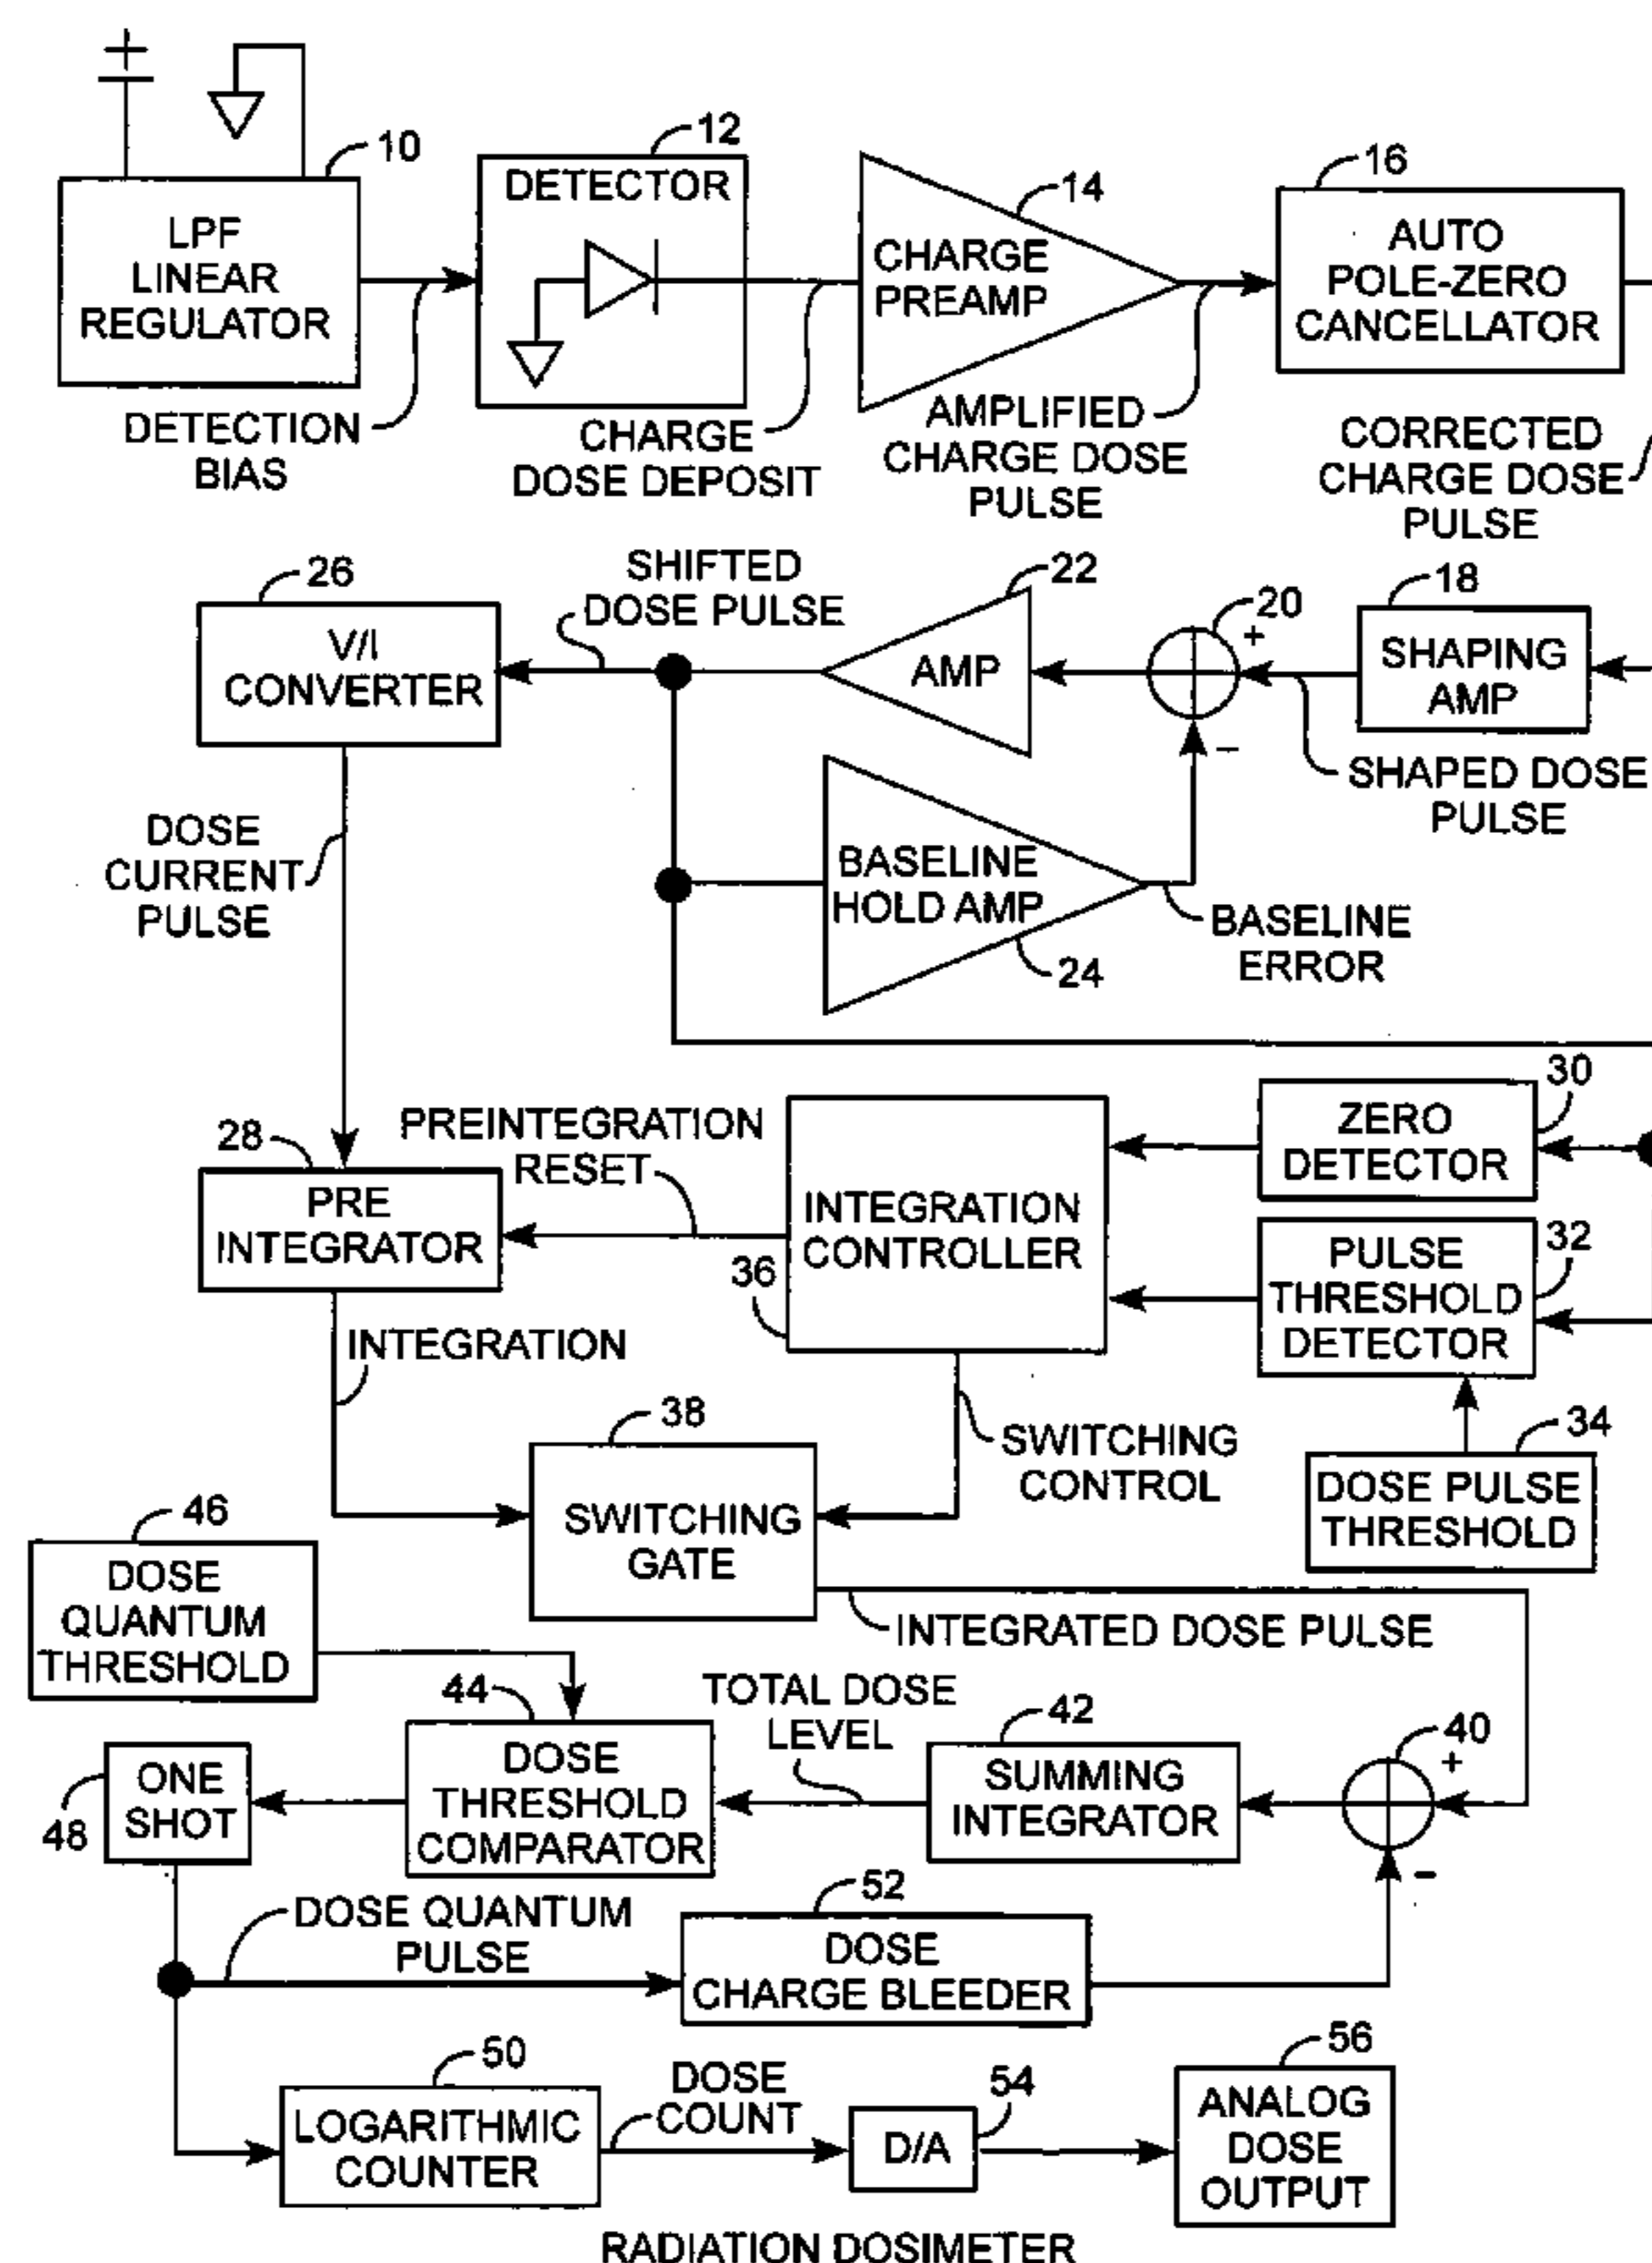 10
12
14
16
LPF
LINEAR
REGULATOR
DETECTOR
CHARGE
PREAMP
AUTO
POLE-ZERO
CANCELLATOR
DETECTION
BIAS
CHARGE
DOSE DEPOSIT
AMPLIFIED
CHARGE DOSE
PULSE
CORRECTED
CHARGE DOSE
PULSE
26
V/I
CONVERTER
SHIFTED
DOSE PULSE
22
AMP
20
+
−
18
SHAPING
AMP
SHAPED DOSE
PULSE
DOSE
CURRENT
PULSE
BASELINE
HOLD AMP
24
BASELINE
ERROR
28
PRE
INTEGRATOR
PREINTEGRATION
RESET
INTEGRATION
CONTROLLER
36
ZERO
DETECTOR
30
PULSE
THRESHOLD
DETECTOR
32
34
DOSE PULSE
THRESHOLD
INTEGRATION
38
SWITCHING
GATE
SWITCHING
CONTROL
INTEGRATED DOSE PULSE
46
DOSE
QUANTUM
THRESHOLD
44
DOSE
THRESHOLD
COMPARATOR
TOTAL DOSE
LEVEL
42
SUMMING
INTEGRATOR
40
+
−
ONE
SHOT
48
DOSE QUANTUM
PULSE
52
DOSE
CHARGE BLEEDER
50
LOGARITHMIC
COUNTER
DOSE
COUNT
54
D/A
56
ANALOG
DOSE
OUTPUT
RADIATION DOSIMETER